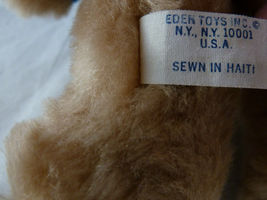 EDEN TOYS INC.©
N.Y., N.Y. 10001
U.S.A.
SEWN IN HAITI